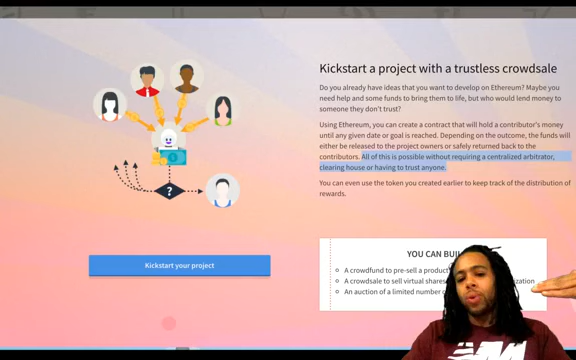 Kickstart a project with a trustless crowdsale
Do you already have ideas that you want to develop on Ethereum? Maybe you
need help and some funds to bring them to life, but who would lend money to
someone they don't trust?
Using Ethereum, you can create a contract that will hold a contributor's money
until any given date or goal is reached. Depending on the outcome, the funds will
either be released to the project owners or safely returned back to the
contributors. All of this is possible without requiring a centralized arbitrator,
clearing house or having to trust anyone.
You can even use the token you created earlier to keep track of the distribution of
rewards.
?
Kickstart your project
YOU CAN BUI
A crowdfund to pre-sell a product
A crowdsale to sell virtual shares
An auction of a limited number